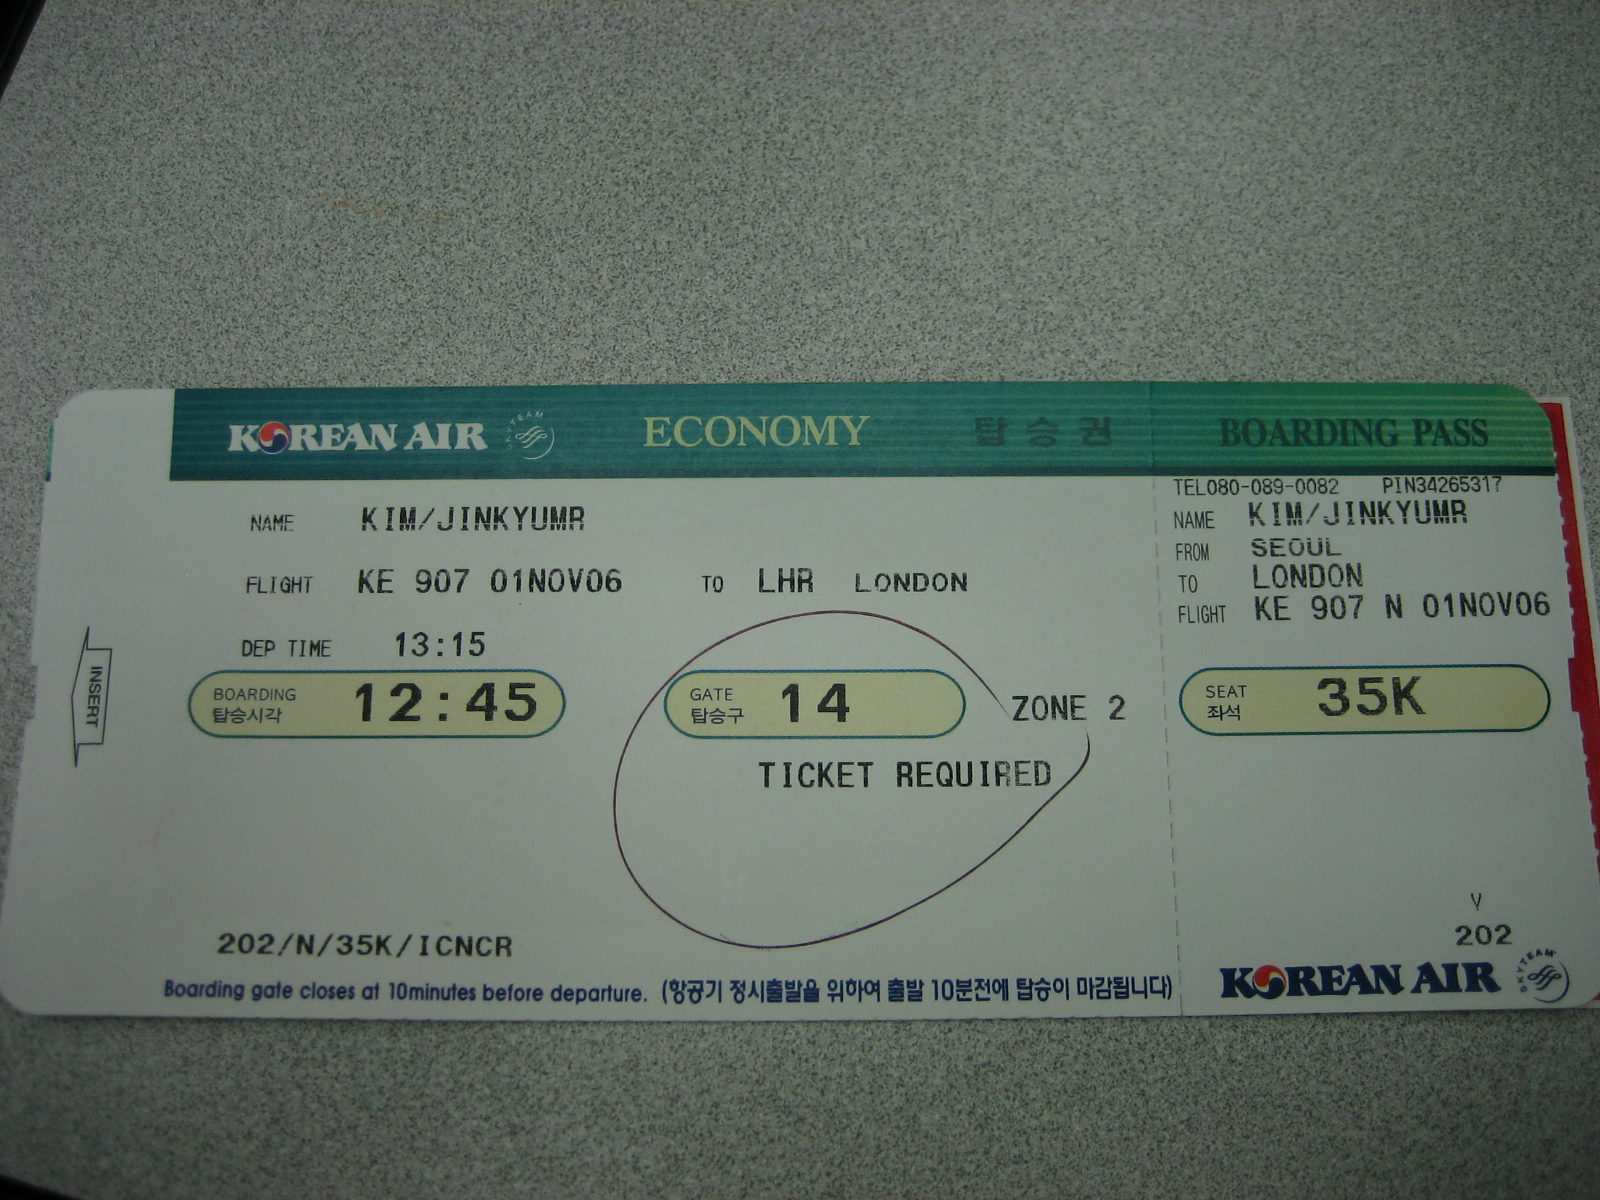 KOREAN AIR SKYTEAM ECONOMY 탑승권 BOARDING PASS
TEL080-089-0082 PIN34265317
NAME KIM/JINKYUMR
FLIGHT KE 907 01NOV06 TO LHR LONDON
DEP TIME 13:15
BOARDING 탑승시각 12:45
GATE 탑승구 14 ZONE 2
TICKET REQUIRED
INSERT
202/N/35K/ICNCR
Boarding gate closes at 10minutes before departure. (항공기 정시출발을 위하여 출발 10분전에 탑승이 마감됩니다)
NAME KIM/JINKYUMR
FROM SEOUL
TO LONDON
FLIGHT KE 907 N 01NOV06
SEAT 좌석 35K
V
202
KOREAN AIR SKYTEAM